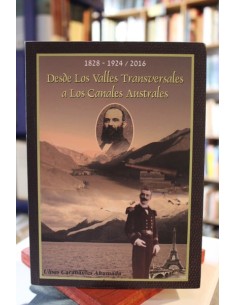 1828 - 1924 / 2016
Desde Los Valles Transversales
a Los Canales Australes